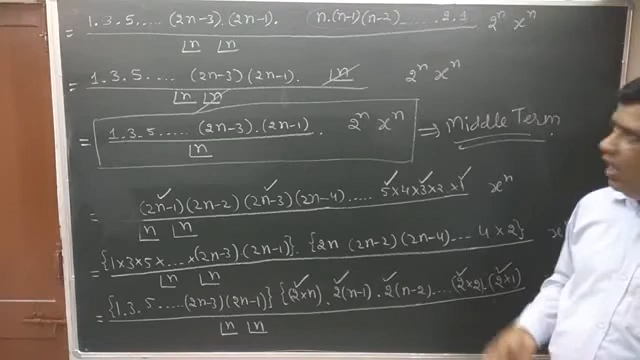 = 1.3.5..... (2n-3).(2n-1). n.(n-1)(n-2)........2.1 2ⁿ xⁿ
|n |n
= 1.3.5..... (2n-3)(2n-1). |n 2ⁿ xⁿ
|n |n
= 1.3.5..... (2n-3).(2n-1). 2ⁿ xⁿ ⇒ Middle Term
|n
= (2n-1)(2n-2)(2n-3)(2n-4)..... 5×4×3×2×1 xⁿ
|n |n
= {1×3×5×...×(2n-3)(2n-1)}.{2n (2n-2)(2n-4)... 4×2}
|n |n
= {1.3.5.....(2n-3)(2n-1)} {(2×n).2(n-1).2(n-2)....(2×2).(2×1)
|n |n